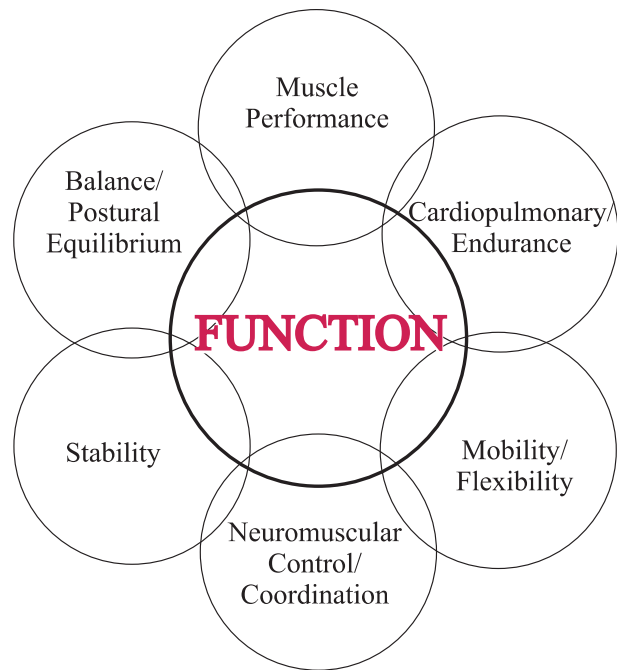 Muscle
Performance
Cardiopulmonary/
Endurance
Mobility/
Flexibility
Neuromuscular
Control/
Coordination
Stability
Balance/
Postural
Equilibrium
FUNCTION